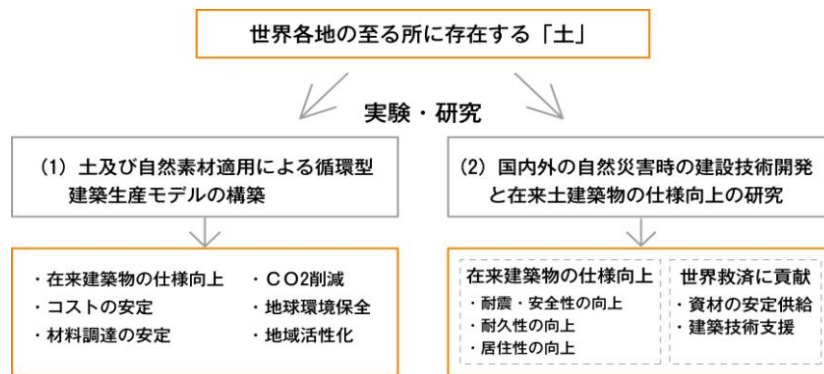 世界各地の至る所に存在する「土」
実験・研究
(1) 土及び自然素材適用による循環型
建築生産モデルの構築
(2) 国内外の自然災害時の建設技術開発
と在来土建築物の仕様向上の研究
・在来建築物の仕様向上
・コストの安定
・材料調達の安定
・CO2削減
・地球環境保全
・地域活性化
在来建築物の仕様向上
・耐震・安全性の向上
・耐久性の向上
・居住性の向上
世界救済に貢献
・資材の安定供給
・建築技術支援